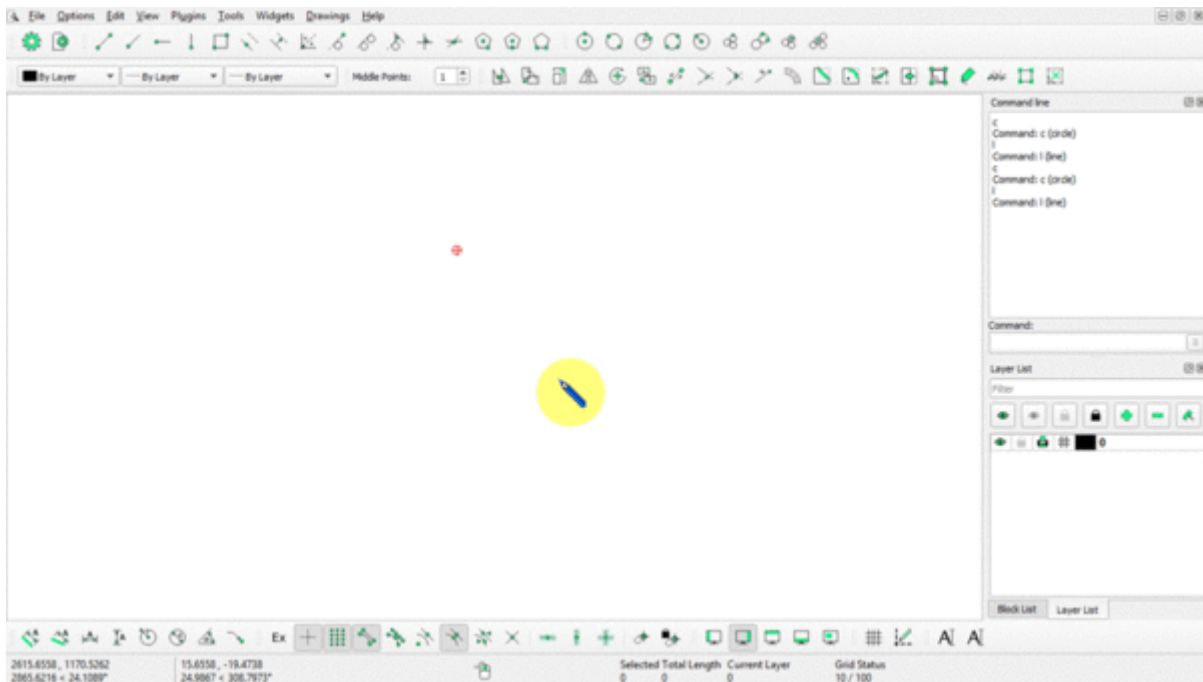 File Options Edit View Plugins Tools Widgets Drawings Help
By Layer By Layer By Layer Middle Points: 1
Command line
c
Command: c (circle)
l
Command: l (line)
c
Command: c (circle)
l
Command: l (line)
Command:
Layer List
Filter
0
Block List Layer List
Ex A A
2615.6558 , 1170.5262 15.6558 , -19.4738 Selected Total Length Current Layer Grid Status
2865.6216 < 24.1089° 24.9867 < 308.7973° 0 0 0 10 / 100